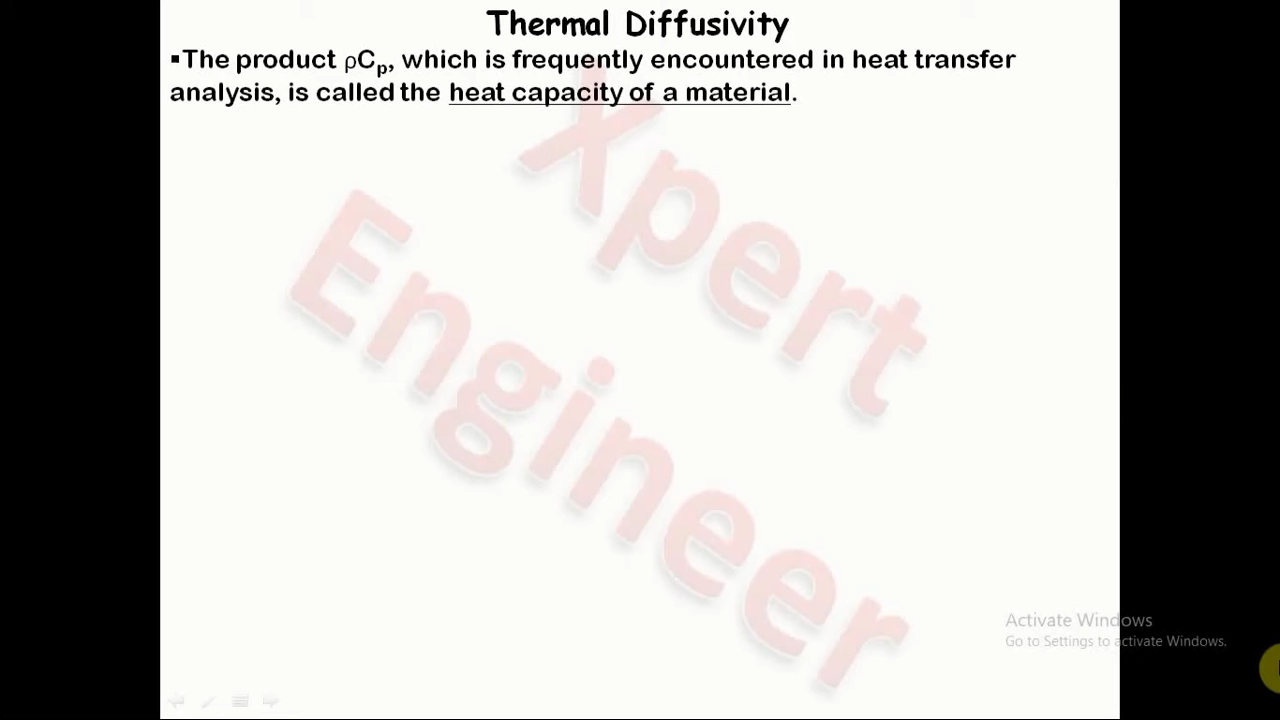 Thermal Diffusivity
▪The product ρCp, which is frequently encountered in heat transfer
analysis, is called the heat capacity of a material.
Xpert
Engineer
Activate Windows
Go to Settings to activate Windows.